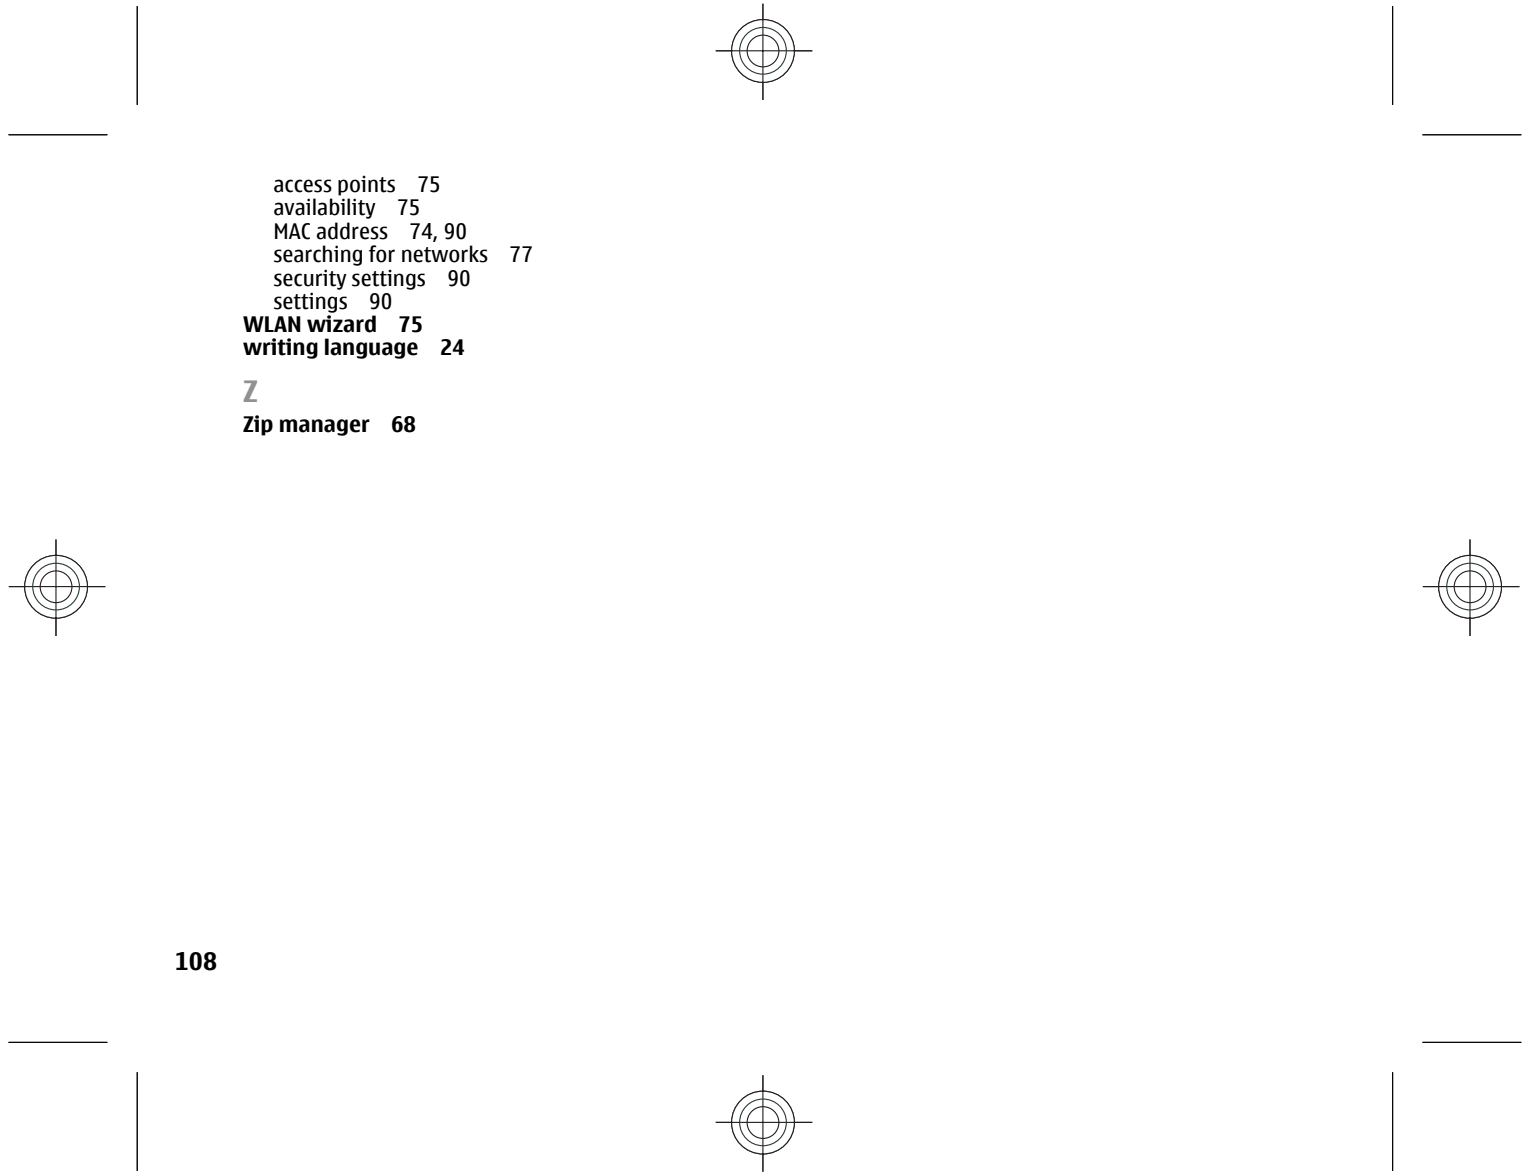 access points 75
availability 75
MAC address 74, 90
searching for networks 77
security settings 90
settings 90
WLAN wizard 75
writing language 24
Z
Zip manager 68
108